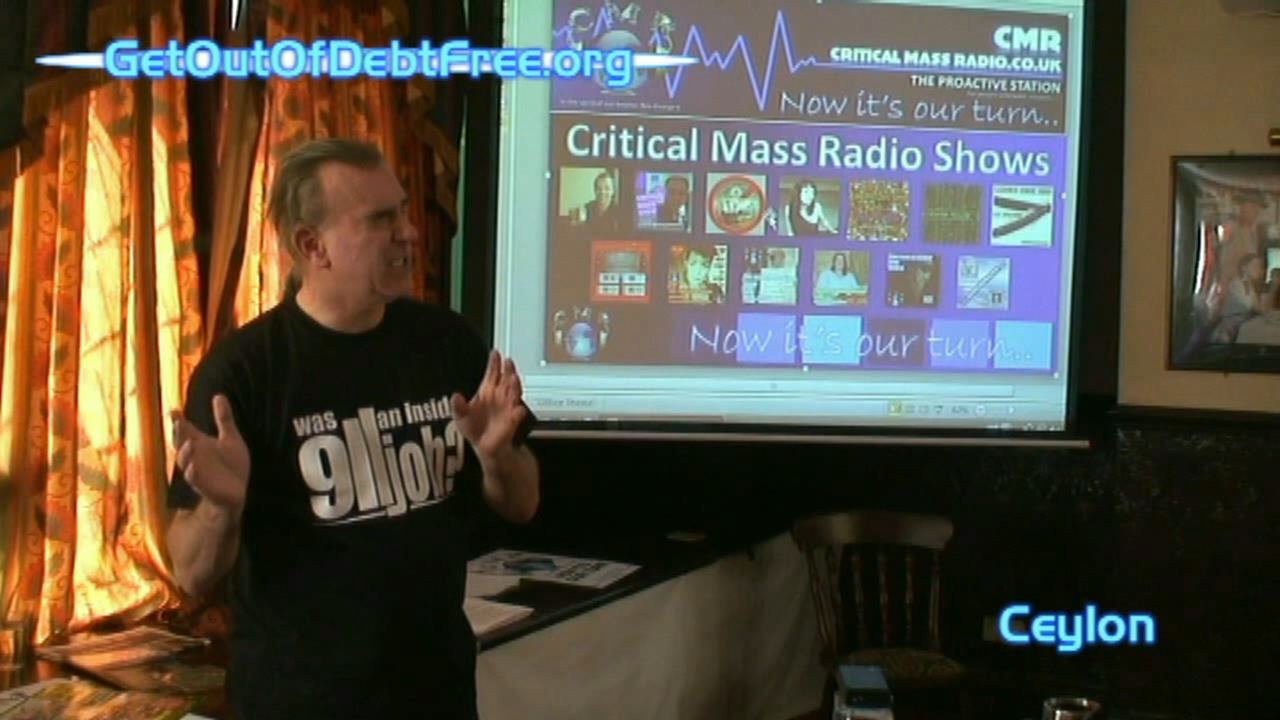 GetOutOfDebtFree.org
CMR
CRITICAL MASS RADIO.CO.UK
THE PROACTIVE STATION
Now it's our turn..
Critical Mass Radio Shows
Now it's our turn..
was an inside
911 job?
Ceylon